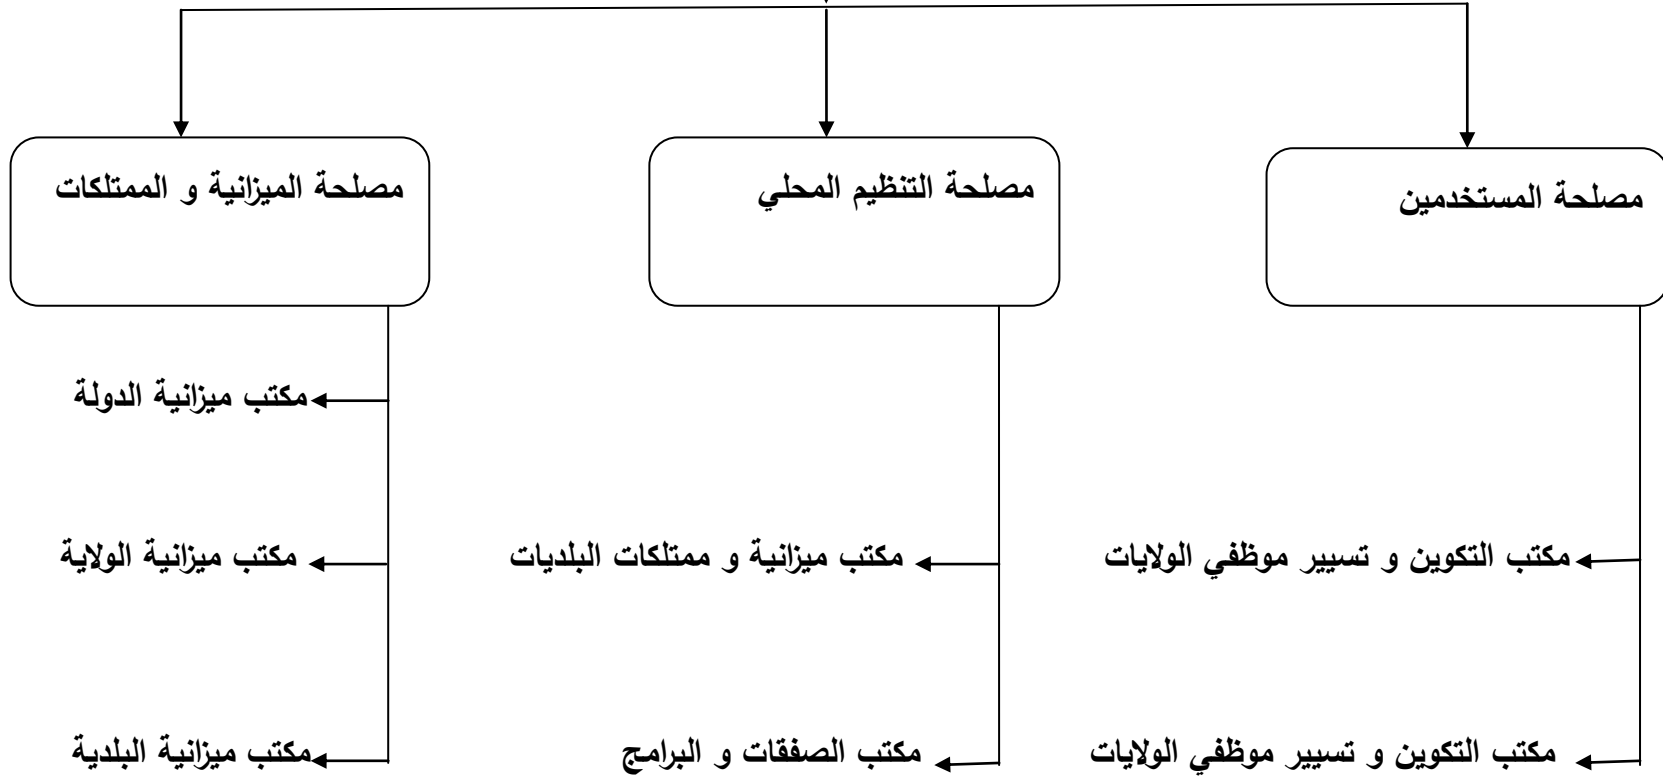 مصلحة المستخدمين
مصلحة التنظيم المحلي
مصلحة الميزانية و الممتلكات
مكتب ميزانية الدولة
مكتب التكوين و تسيير موظفي الولايات
مكتب ميزانية و ممتلكات البلديات
مكتب ميزانية الولاية
مكتب التكوين و تسيير موظفي الولايات
مكتب الصفقات و البرامج
مكتب ميزانية البلدية